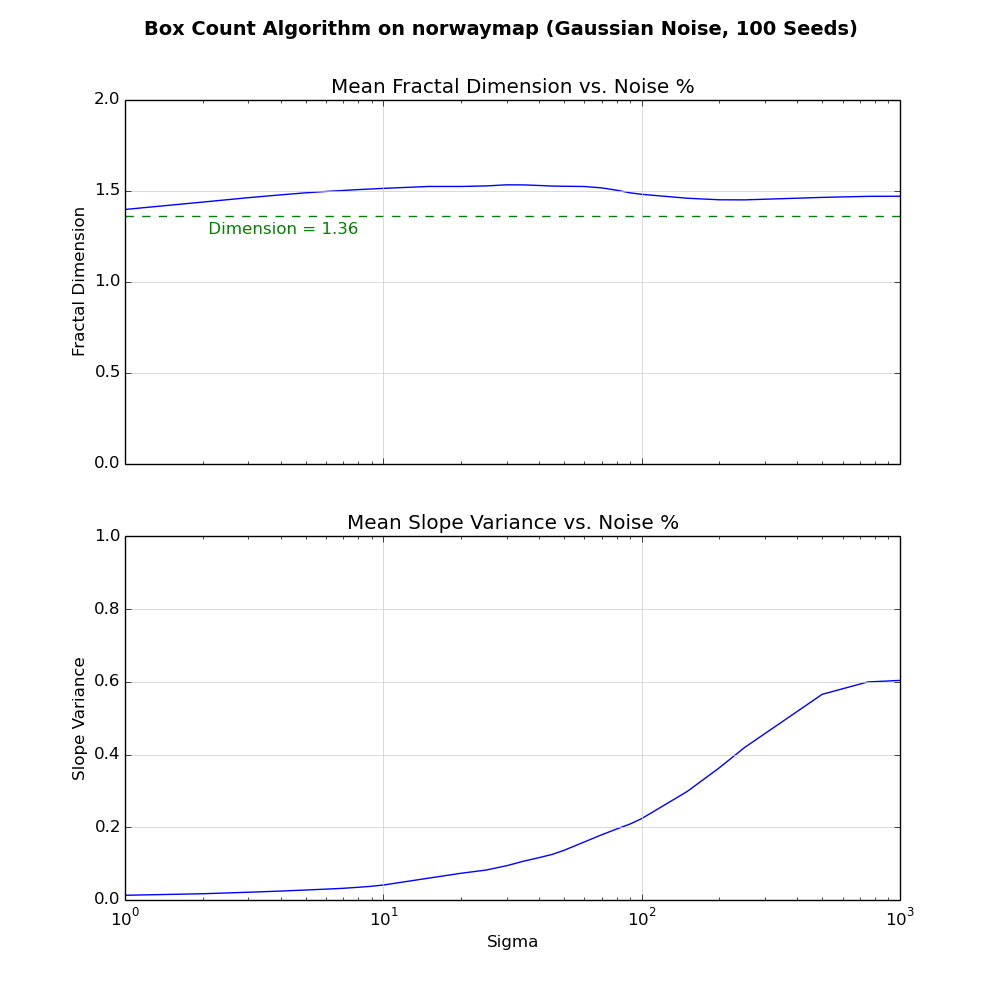 Box Count Algorithm on norwaymap (Gaussian Noise, 100 Seeds)
Mean Fractal Dimension vs. Noise %
2.0
1.5
1.0
0.5
0.0
Fractal Dimension
Dimension = 1.36
Mean Slope Variance vs. Noise %
1.0
0.8
0.6
0.4
0.2
0.0
Slope Variance
10^0 10^1 10^2 10^3
Sigma